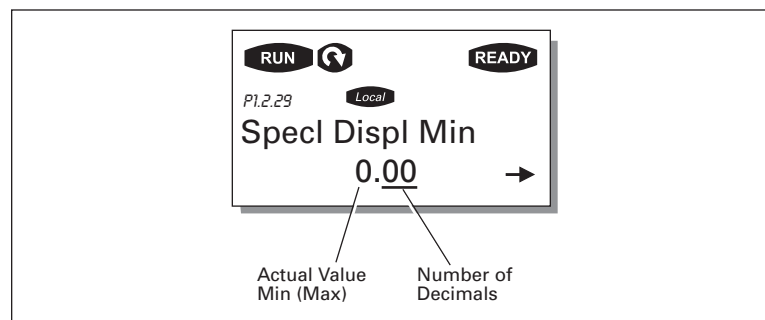 RUN READY
P1.2.29 Local
Specl Displ Min
0.00
Actual Value Number of
Min (Max) Decimals